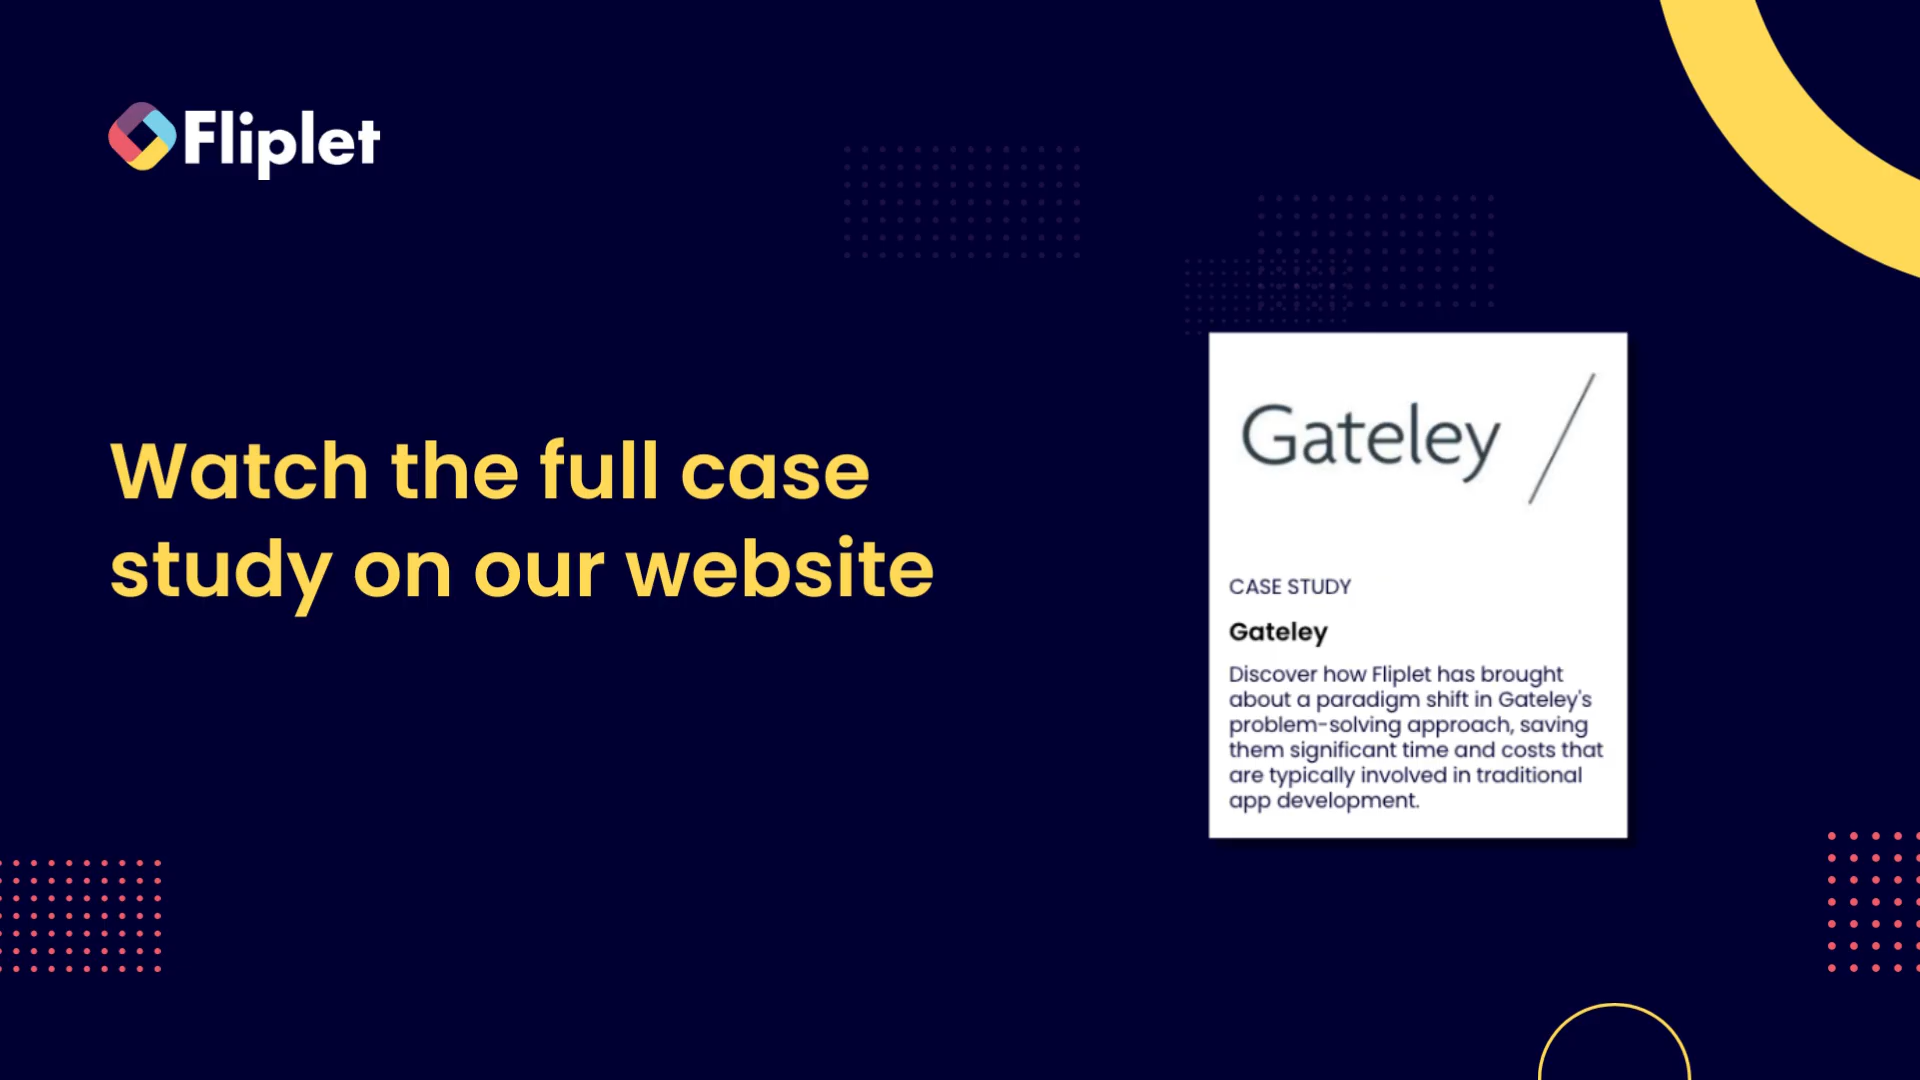 Fliplet
Watch the full case
study on our website
Gateley
CASE STUDY
Gateley
Discover how Fliplet has brought
about a paradigm shift in Gateley's
problem-solving approach, saving
them significant time and costs that
are typically involved in traditional
app development.